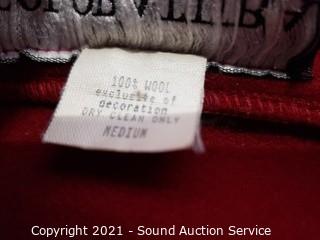 100% WOOL
exclusive of
decoration
DRY CLEAN ONLY
MEDIUM
Copyright 2021 - Sound Auction Service